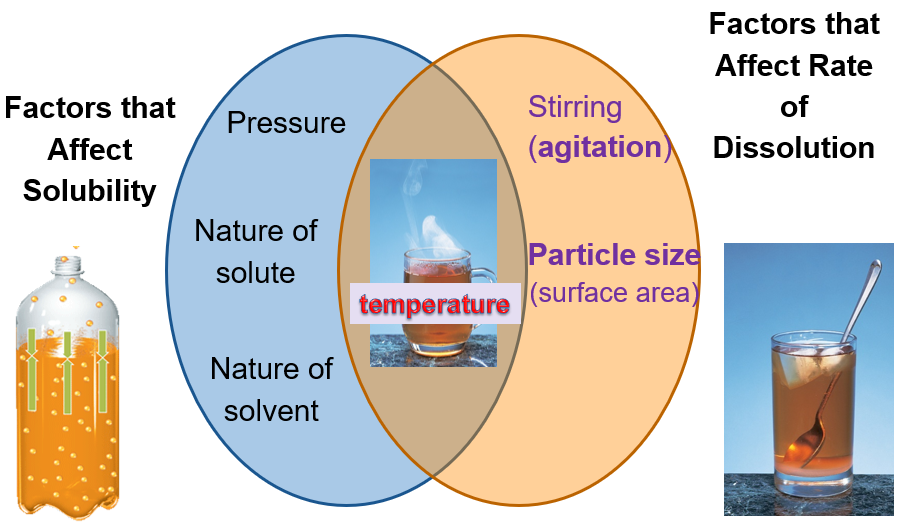 Factors that
Affect
Solubility
Pressure
Nature of
solute
Nature of
solvent
temperature
Stirring
(agitation)
Particle size
(surface area)
Factors that
Affect Rate
of
Dissolution